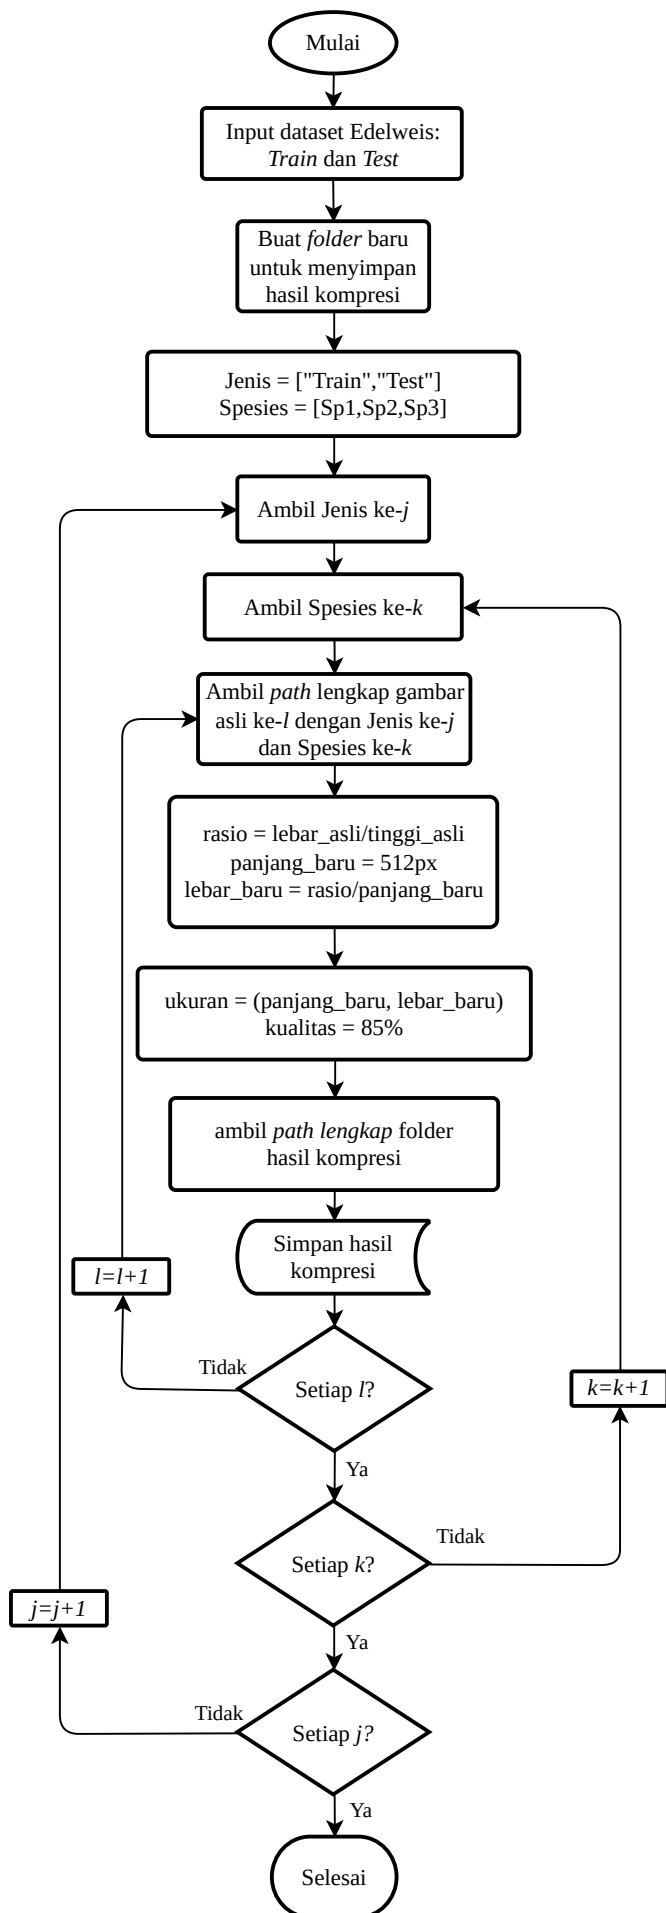 Mulai
Input dataset Edelweis:
Train dan Test
Buat folder baru
untuk menyimpan
hasil kompresi
Jenis = ["Train","Test"]
Spesies = [Sp1,Sp2,Sp3]
Ambil Jenis ke-j
Ambil Spesies ke-k
Ambil path lengkap gambar
asli ke-l dengan Jenis ke-j
dan Spesies ke-k
rasio = lebar_asli/tinggi_asli
panjang_baru = 512px
lebar_baru = rasio/panjang_baru
ukuran = (panjang_baru, lebar_baru)
kualitas = 85%
ambil path lengkap folder
hasil kompresi
Simpan hasil
kompresi
l=l+1
Tidak
Setiap l?
k=k+1
Ya
Tidak
Setiap k?
j=j+1
Ya
Tidak
Setiap j?
Ya
Selesai